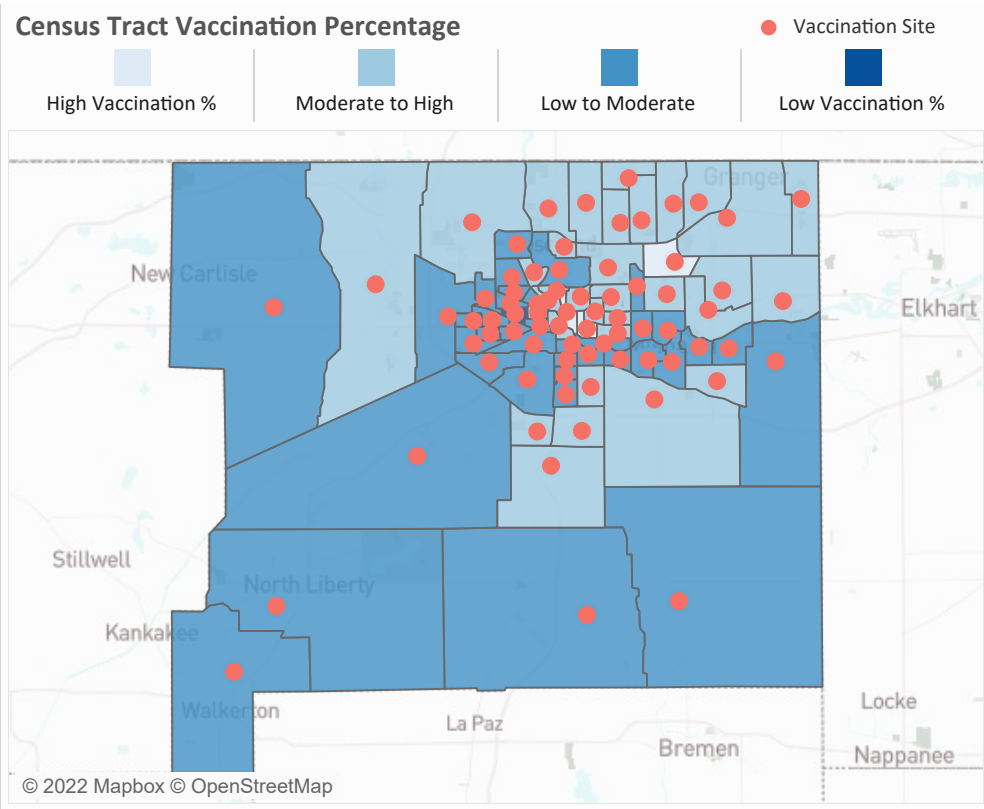 Census Tract Vaccination Percentage
Vaccination Site
High Vaccination %
Moderate to High
Low to Moderate
Low Vaccination %
Granger
New Carlisle
Elkhart
Stillwell
North Liberty
Kankakee
Walkerton
La Paz
Locke
Bremen
Nappanee
© 2022 Mapbox © OpenStreetMap